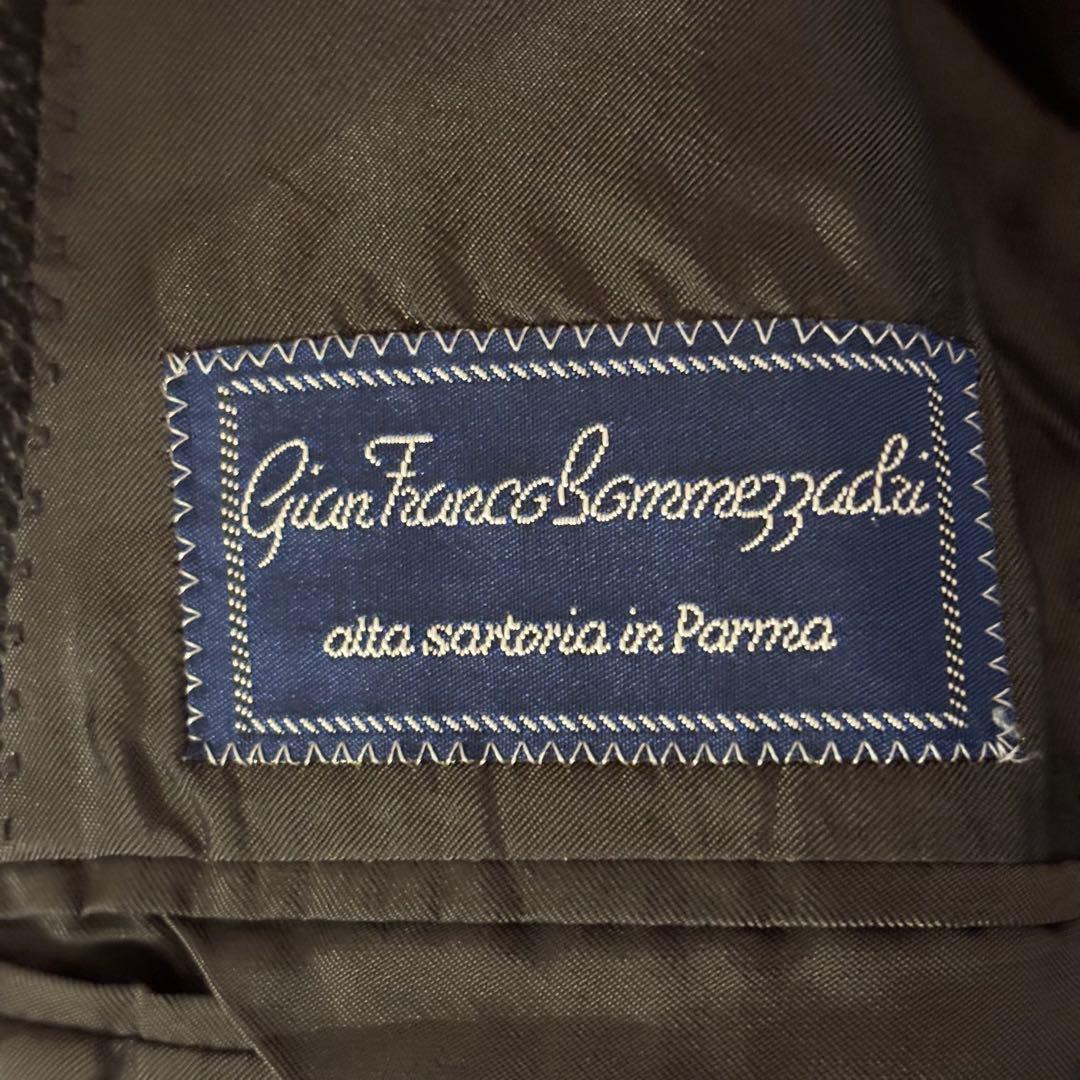 Gian Franco Bommezzadri
alta sartoria in Parma